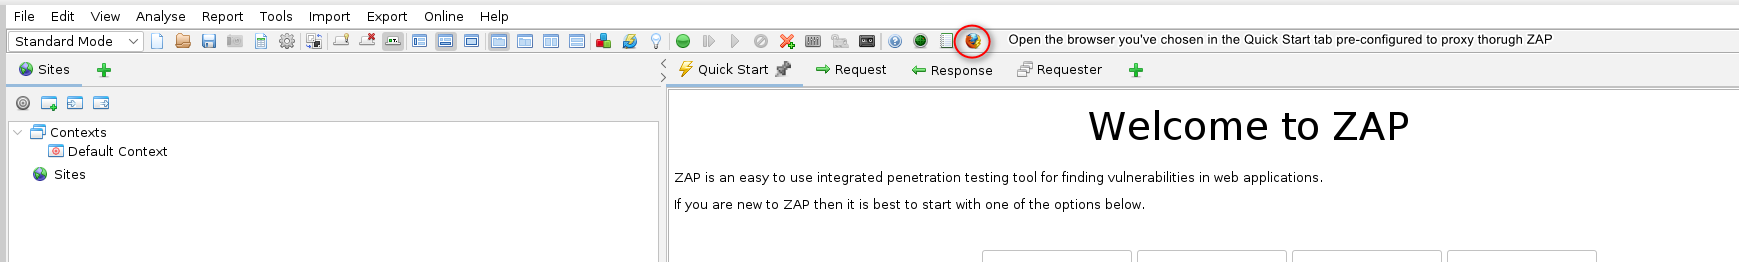 File Edit View Analyse Report Tools Import Export Online Help
Standard Mode
Open the browser you've chosen in the Quick Start tab pre-configured to proxy thorugh ZAP
Sites
Quick Start Request Response Requester
Contexts
Default Context
Sites
Welcome to ZAP
ZAP is an easy to use integrated penetration testing tool for finding vulnerabilities in web applications.
If you are new to ZAP then it is best to start with one of the options below.